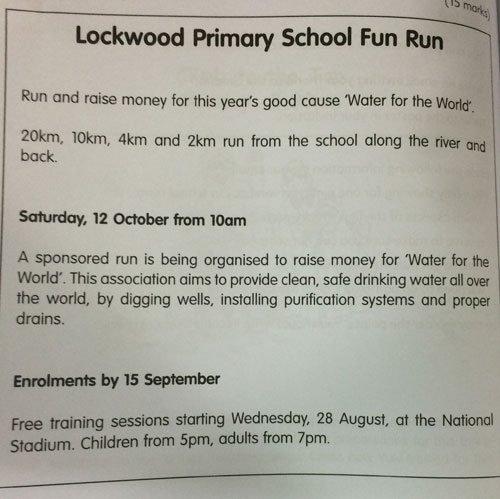 (15 marks)
Lockwood Primary School Fun Run
Run and raise money for this year's good cause 'Water for the World'.
20km, 10km, 4km and 2km run from the school along the river and
back.
Saturday, 12 October from 10am
A sponsored run is being organised to raise money for 'Water for the
World'. This association aims to provide clean, safe drinking water all over
the world, by digging wells, installing purification systems and proper
drains.
Enrolments by 15 September
Free training sessions starting Wednesday, 28 August, at the National
Stadium. Children from 5pm, adults from 7pm.